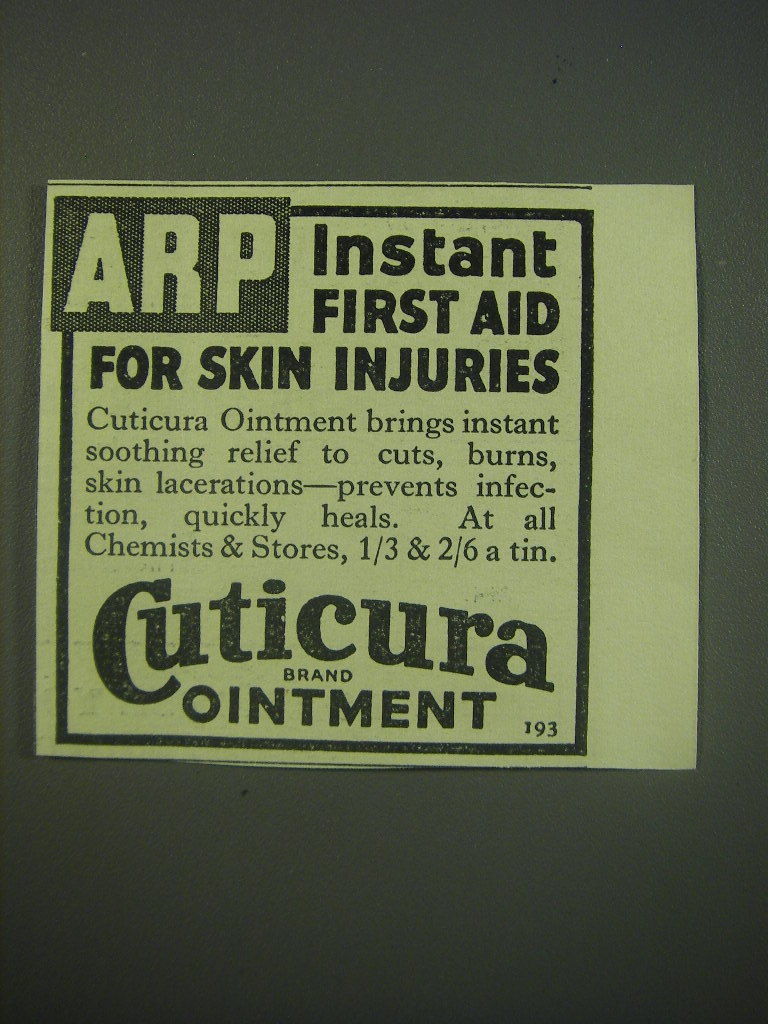 ARP Instant
FIRST AID
FOR SKIN INJURIES
Cuticura Ointment brings instant
soothing relief to cuts, burns,
skin lacerations—prevents infec-
tion, quickly heals. At all
Chemists & Stores, 1/3 & 2/6 a tin.
Cuticura
BRAND
OINTMENT
193